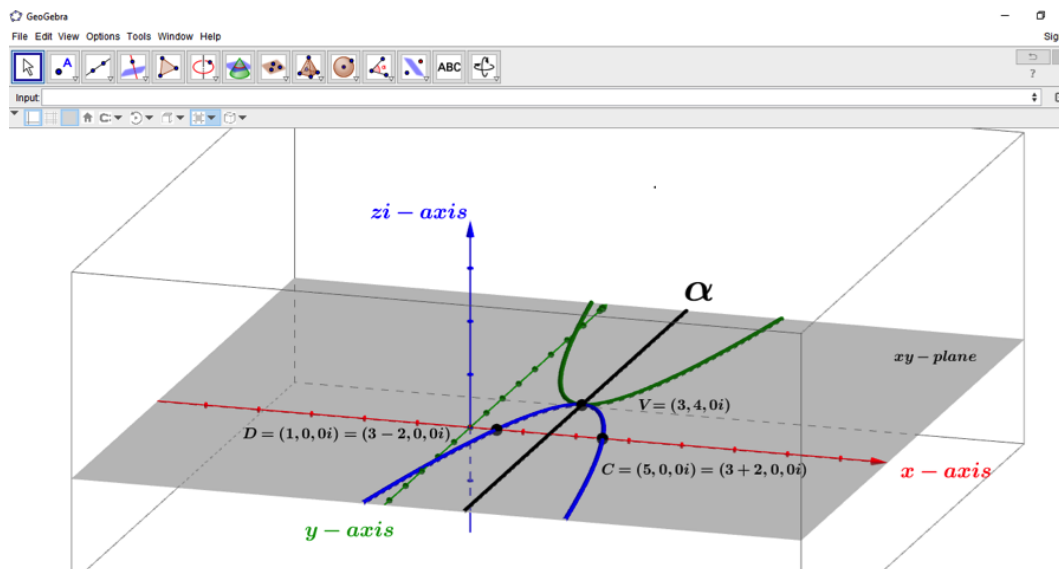 GeoGebra
File Edit View Options Tools Window Help
Sig
ABC
?
Input:
zi − axis
α
xy − plane
V = (3, 4, 0i)
D = (1, 0, 0i) = (3 − 2, 0, 0i)
C = (5, 0, 0i) = (3 + 2, 0, 0i)
x − axis
y − axis